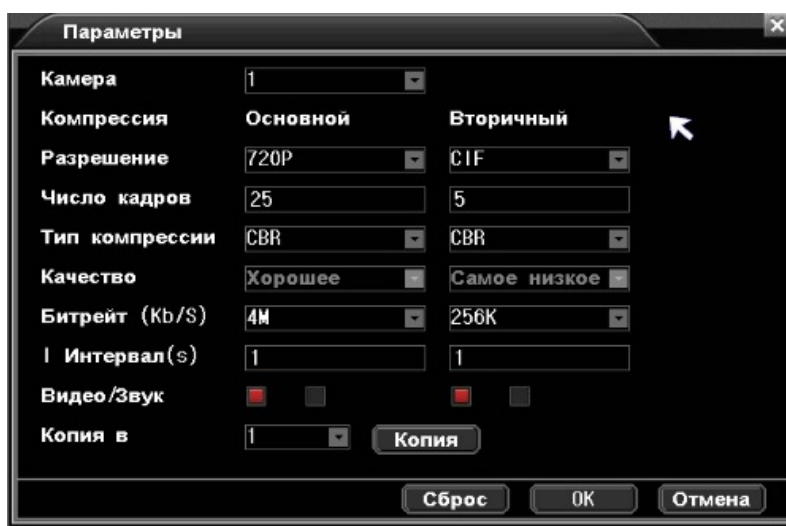 Параметры
Камера 1
Компрессия Основной Вторичный
Разрешение 720P CIF
Число кадров 25 5
Тип компрессии CBR CBR
Качество Хорошее Самое низкое
Битрейт (Kb/S) 4M 256K
I Интервал(s) 1 1
Видео/Звук
Копия в 1 Копия
Сброс OK Отмена